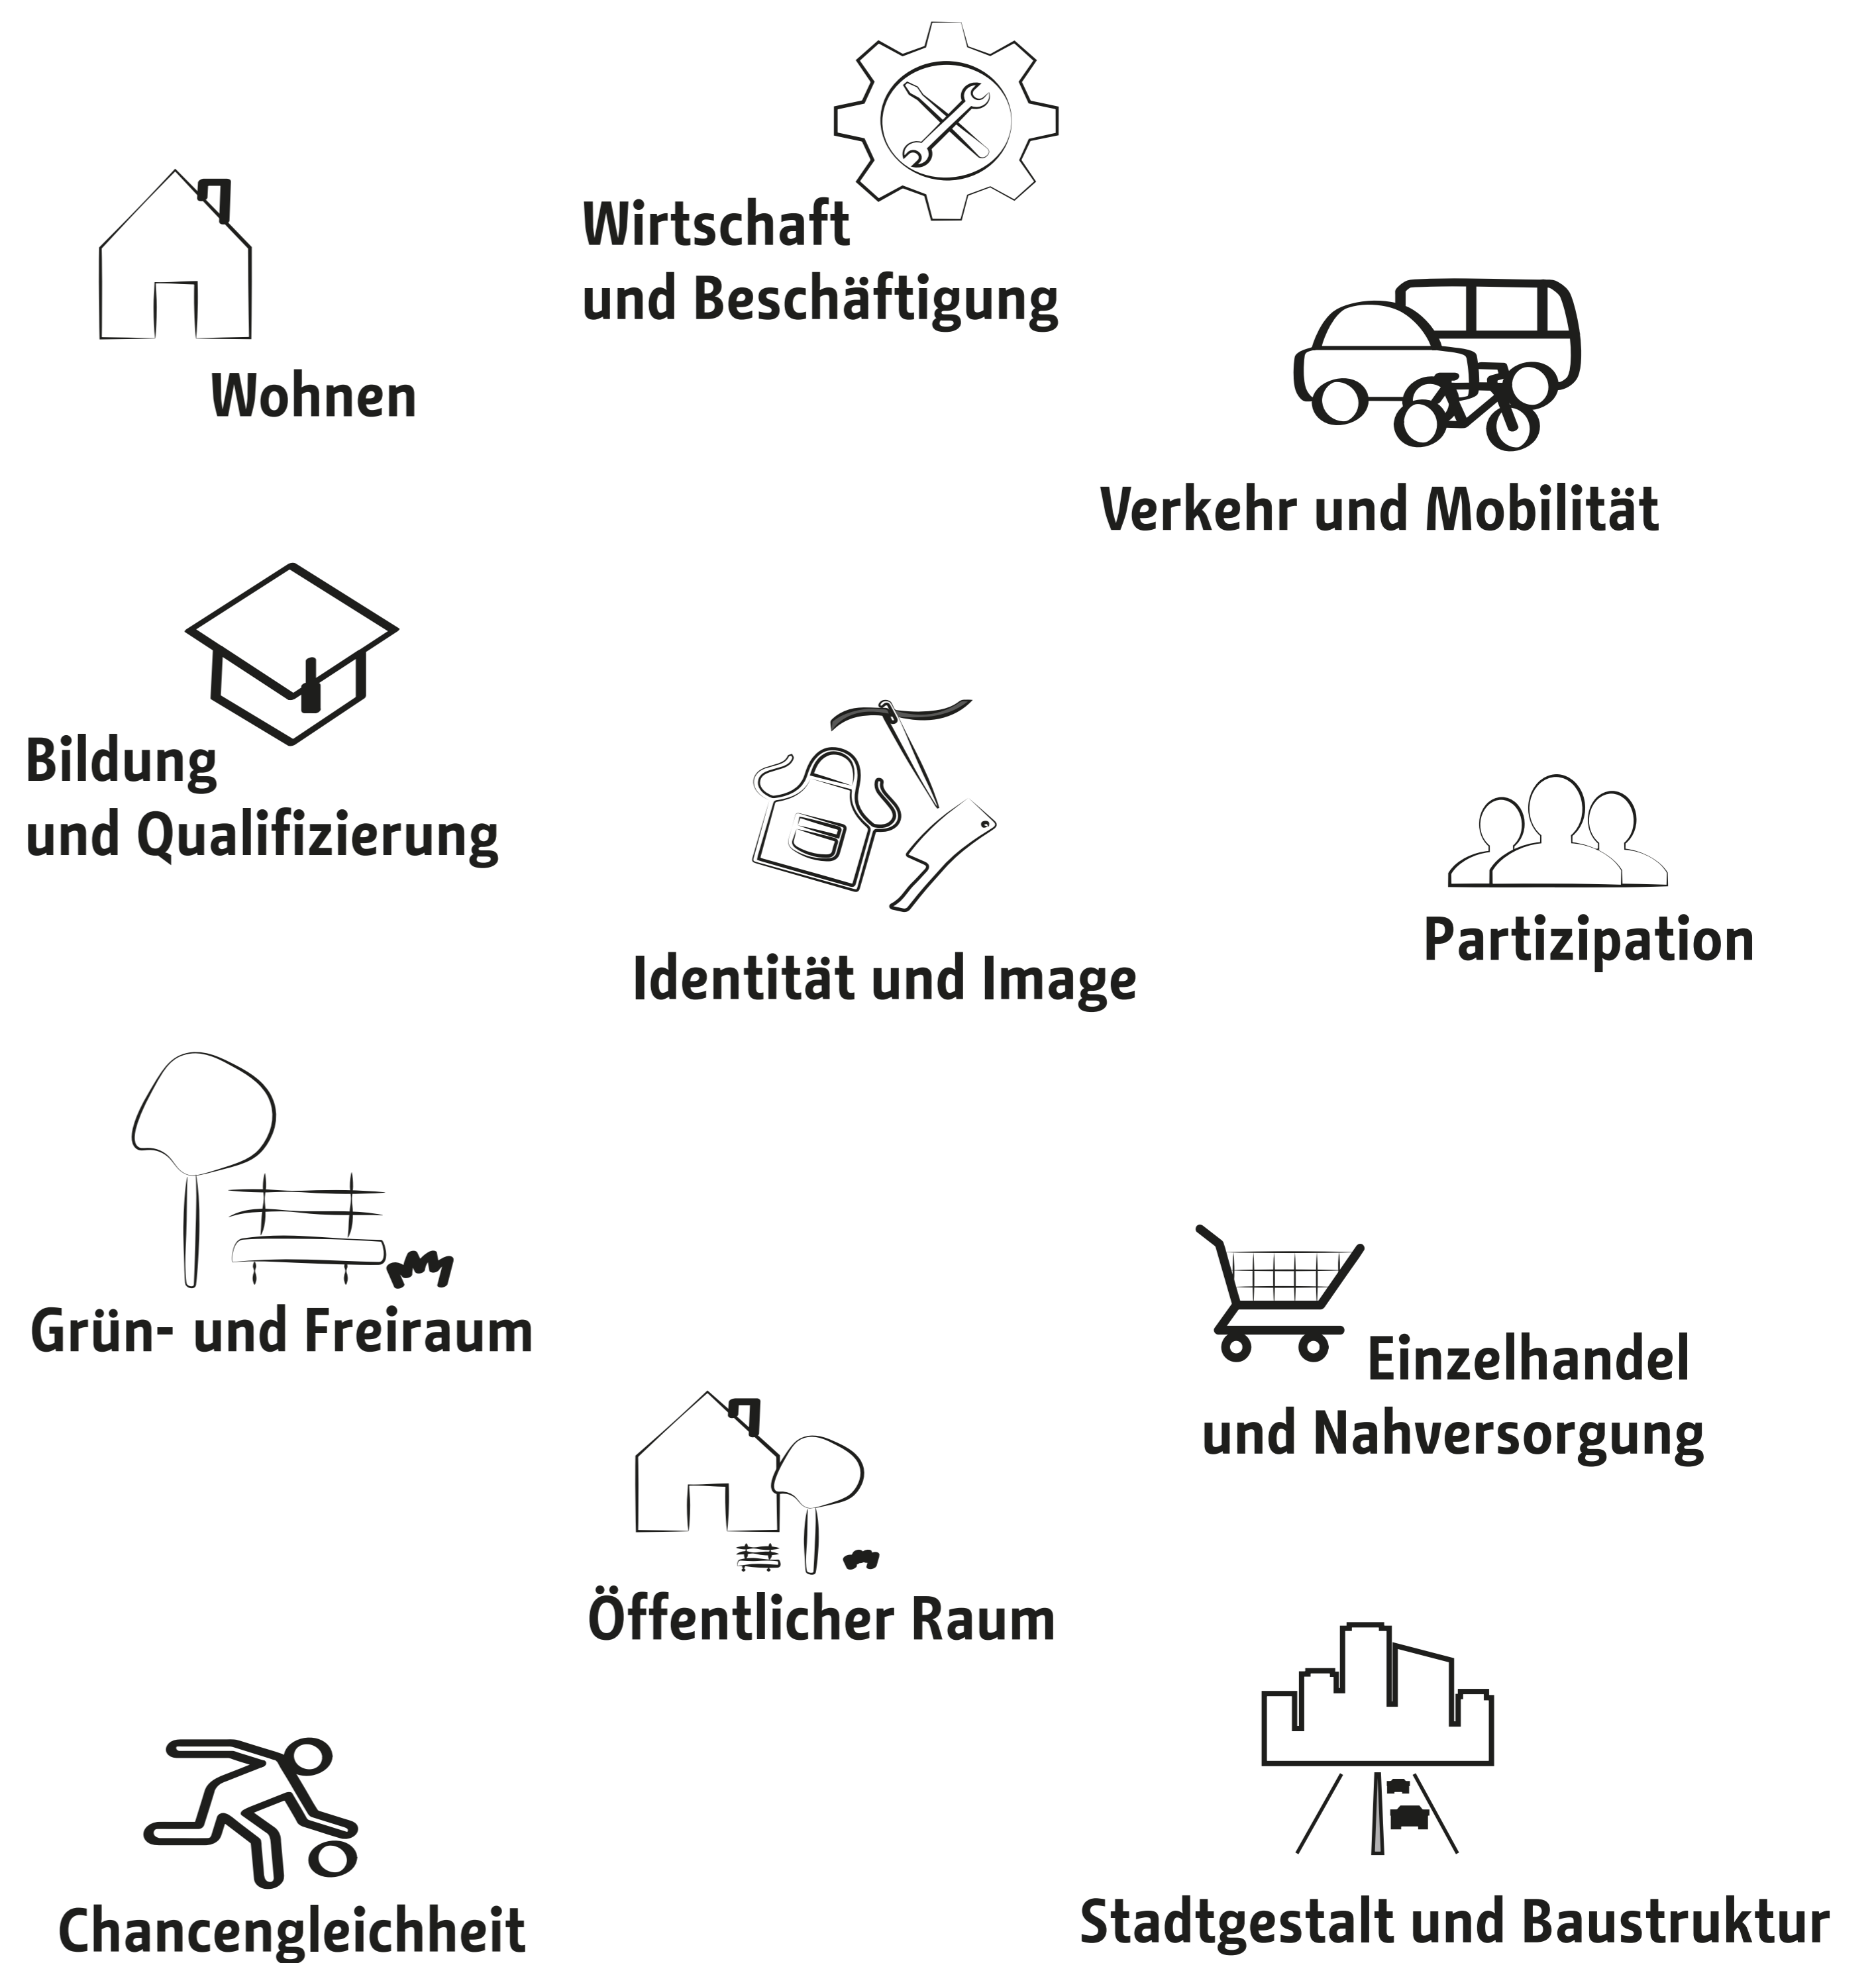 Wirtschaft
und Beschäftigung
Wohnen
Verkehr und Mobilität
Bildung
und Qualifizierung
Identität und Image
Partizipation
Grün- und Freiraum
Einzelhandel
und Nahversorgung
Öffentlicher Raum
Chancengleichheit
Stadtgestalt und Baustruktur